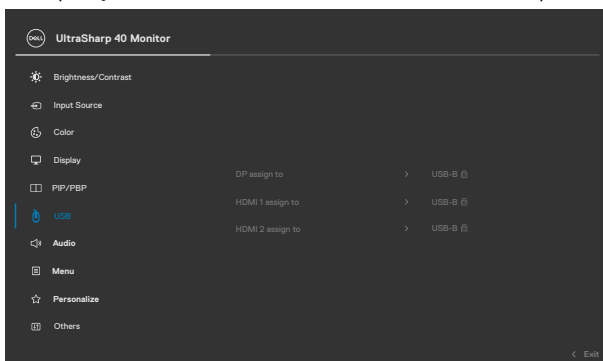 DELL UltraSharp 40 Monitor
Brightness/Contrast
Input Source
Color
Display
DP assign to > USB-B
PIP/PBP
HDMI 1 assign to > USB-B
USB
HDMI 2 assign to > USB-B
Audio
Menu
Personalize
Others
< Exit